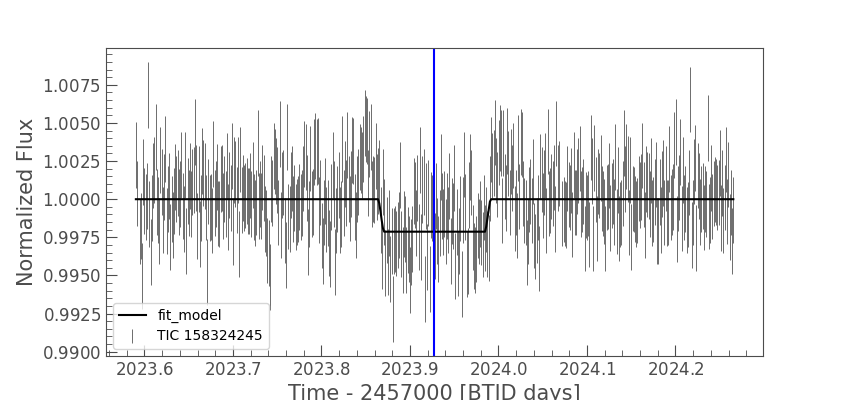 Normalized Flux
1.0075
1.0050
1.0025
1.0000
0.9975
0.9950
0.9925
0.9900
fit_model
TIC 158324245
2023.6 2023.7 2023.8 2023.9 2024.0 2024.1 2024.2
Time - 2457000 [BTJD days]